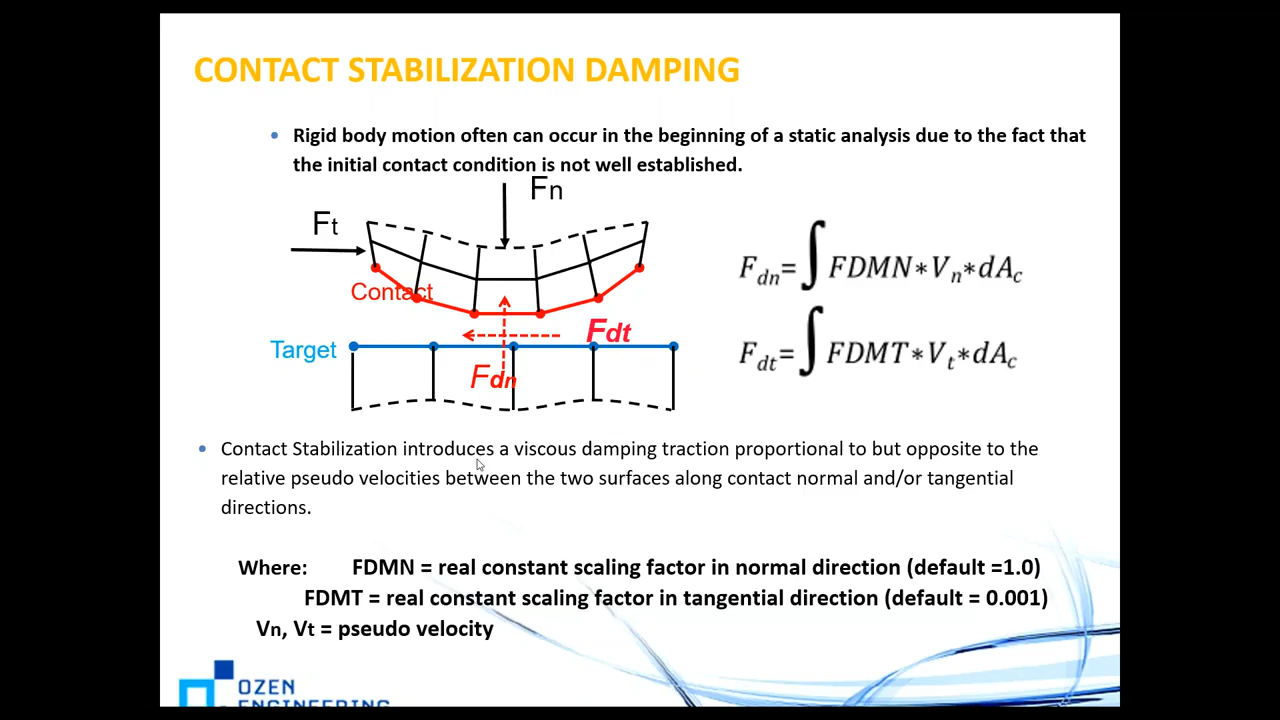 CONTACT STABILIZATION DAMPING
• Rigid body motion often can occur in the beginning of a static analysis due to the fact that
the initial contact condition is not well established.
Fn
Ft
Contact
Fdt
Target
Fdn
F_dn = ∫ FDMN * V_n * dA_c
F_dt = ∫ FDMT * V_t * dA_c
• Contact Stabilization introduces a viscous damping traction proportional to but opposite to the
relative pseudo velocities between the two surfaces along contact normal and/or tangential
directions.
Where: FDMN = real constant scaling factor in normal direction (default =1.0)
FDMT = real constant scaling factor in tangential direction (default = 0.001)
Vn, Vt = pseudo velocity
OZEN
ENGINEERING